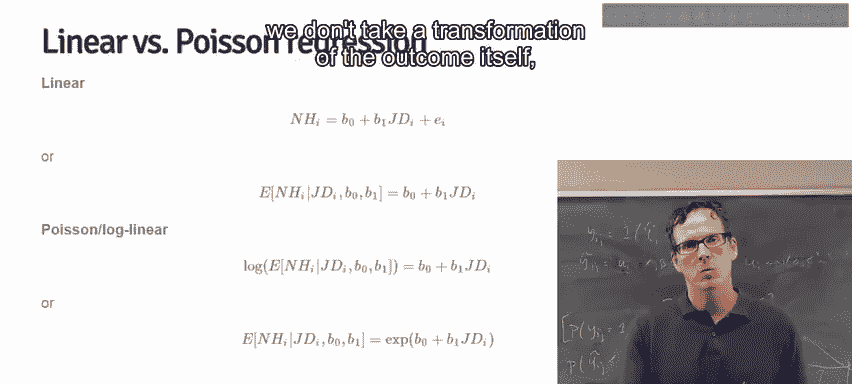 we don't take a transformation
of the outcome itself,
Linear vs. Poisson regression
Linear
NH_i = b_0 + b_1 JD_i + e_i
or
E[NH_i|JD_i, b_0, b_1] = b_0 + b_1 JD_i
Poisson/log-linear
log(E[NH_i|JD_i, b_0, b_1]) = b_0 + b_1 JD_i
or
E[NH_i|JD_i, b_0, b_1] = exp(b_0 + b_1 JD_i)